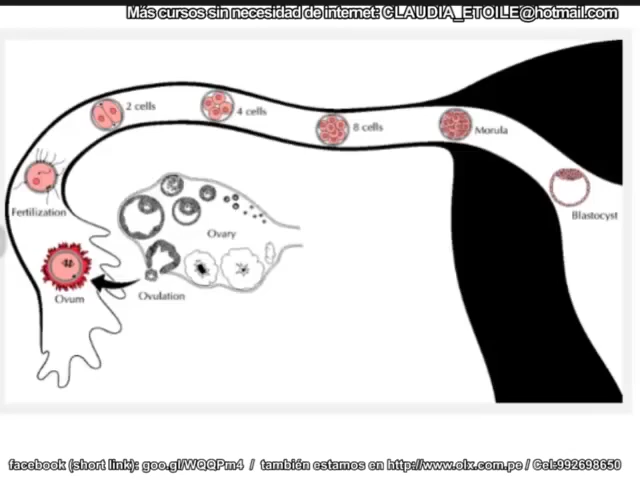 Más cursos sin necesidad de internet: CLAUDIA_ETOILE@hotmail.com
2 cells
4 cells
8 cells
Morula
Fertilization
Blastocyst
Ovary
Ovum
Ovulation
facebook (short link): goo.gl/WQQPm4 / también estamos en http://www.olx.com.pe / Cel:992698650